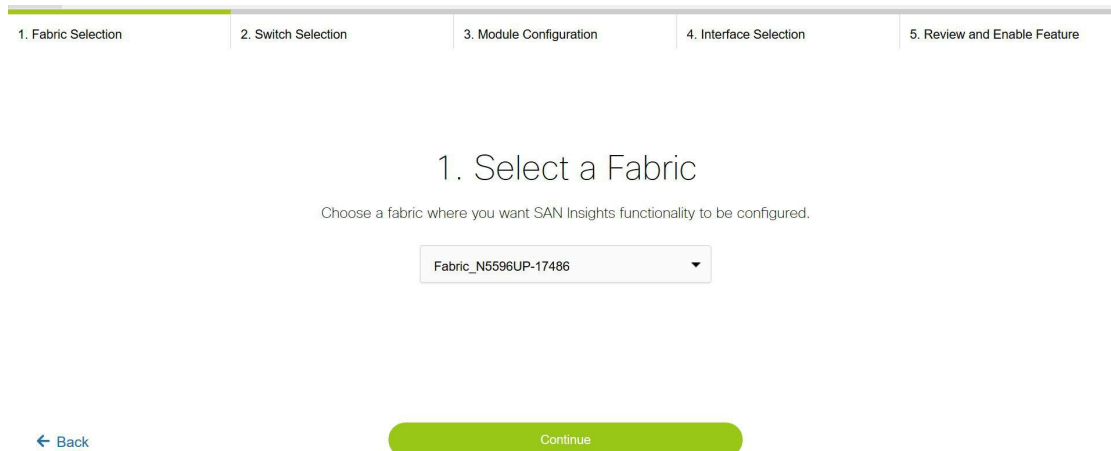 1. Fabric Selection
2. Switch Selection
3. Module Configuration
4. Interface Selection
5. Review and Enable Feature
1. Select a Fabric
Choose a fabric where you want SAN Insights functionality to be configured.
Fabric_N5596UP-17486
Back
Continue